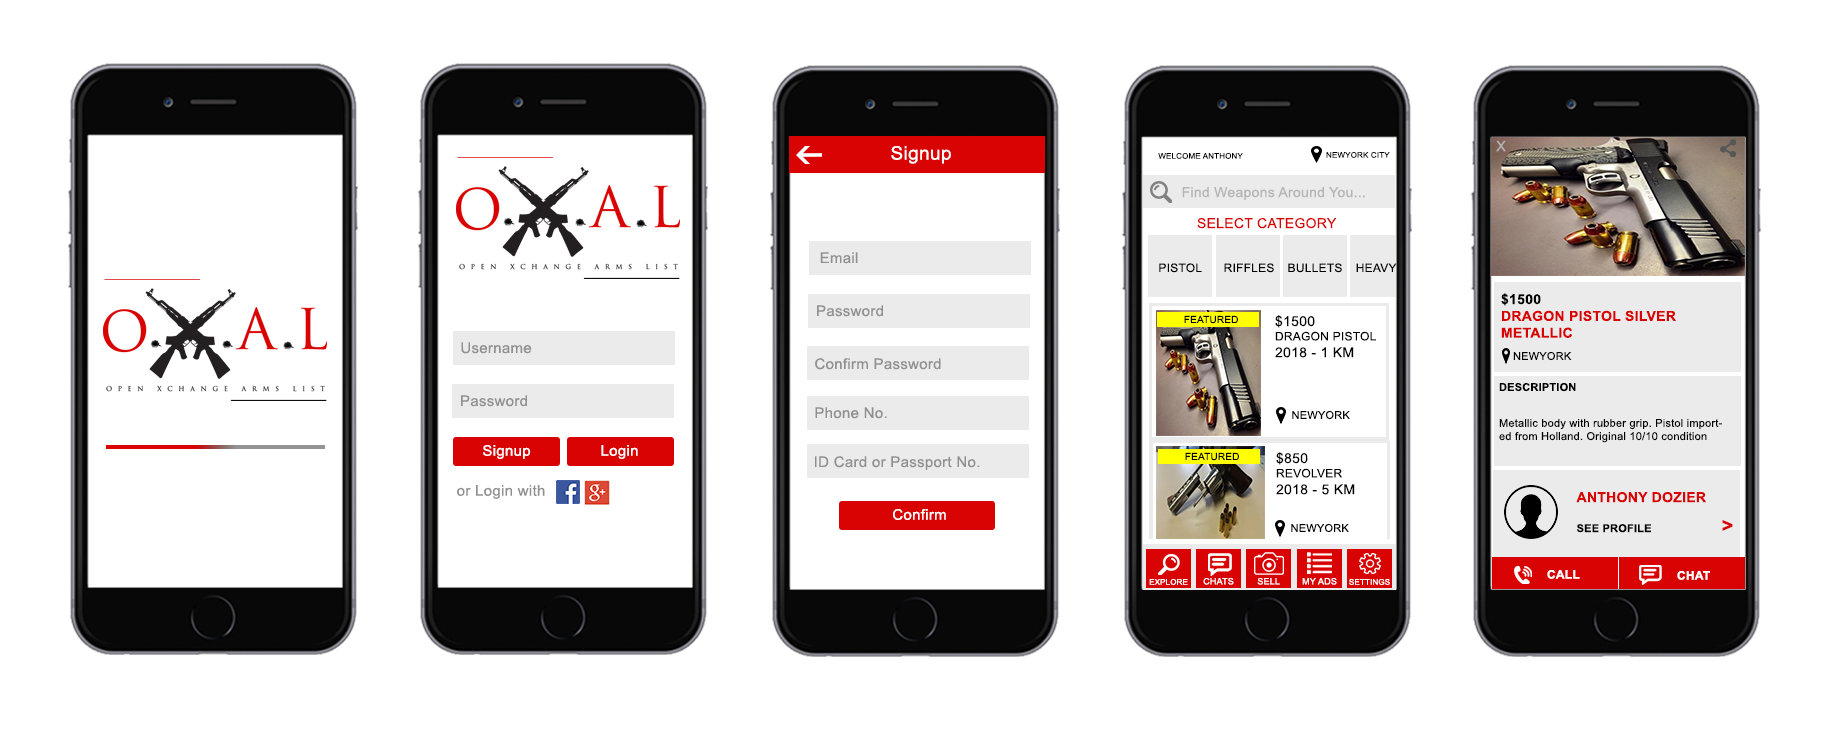 O.X.A.L
OPEN XCHANGE ARMS LIST
O.X.A.L
OPEN XCHANGE ARMS LIST
Username
Password
Signup
Login
or Login with
f
g+
Signup
Email
Password
Confirm Password
Phone No.
ID Card or Passport No.
Confirm
WELCOME ANTHONY
NEWYORK CITY
Find Weapons Around You...
SELECT CATEGORY
PISTOL
RIFFLES
BULLETS
HEAVY
FEATURED
$1500
DRAGON PISTOL
2018 - 1 KM
NEWYORK
FEATURED
$850
REVOLVER
2018 - 5 KM
NEWYORK
EXPLORE
CHATS
SELL
MY ADS
SETTINGS
X
$1500
DRAGON PISTOL SILVER
METALLIC
NEWYORK
DESCRIPTION
Metallic body with rubber grip. Pistol import-
ed from Holland. Original 10/10 condition
ANTHONY DOZIER
SEE PROFILE
>
CALL
CHAT